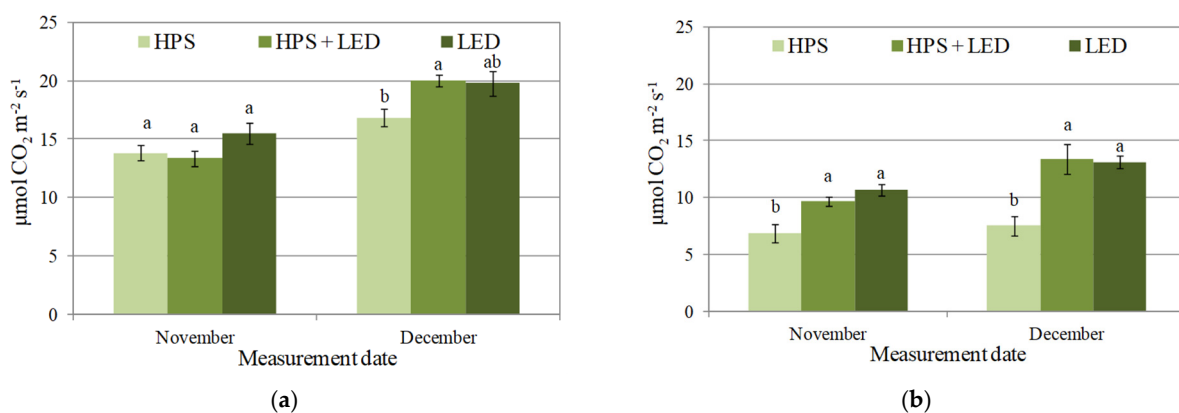 25
20
15
10
5
0
μmol CO₂ m⁻² s⁻¹
HPS HPS + LED LED
a a a b a ab
November December
Measurement date
(a)
25
20
15
10
5
0
μmol CO₂ m⁻² s⁻¹
HPS HPS + LED LED
b a a b a a
November December
Measurement date
(b)